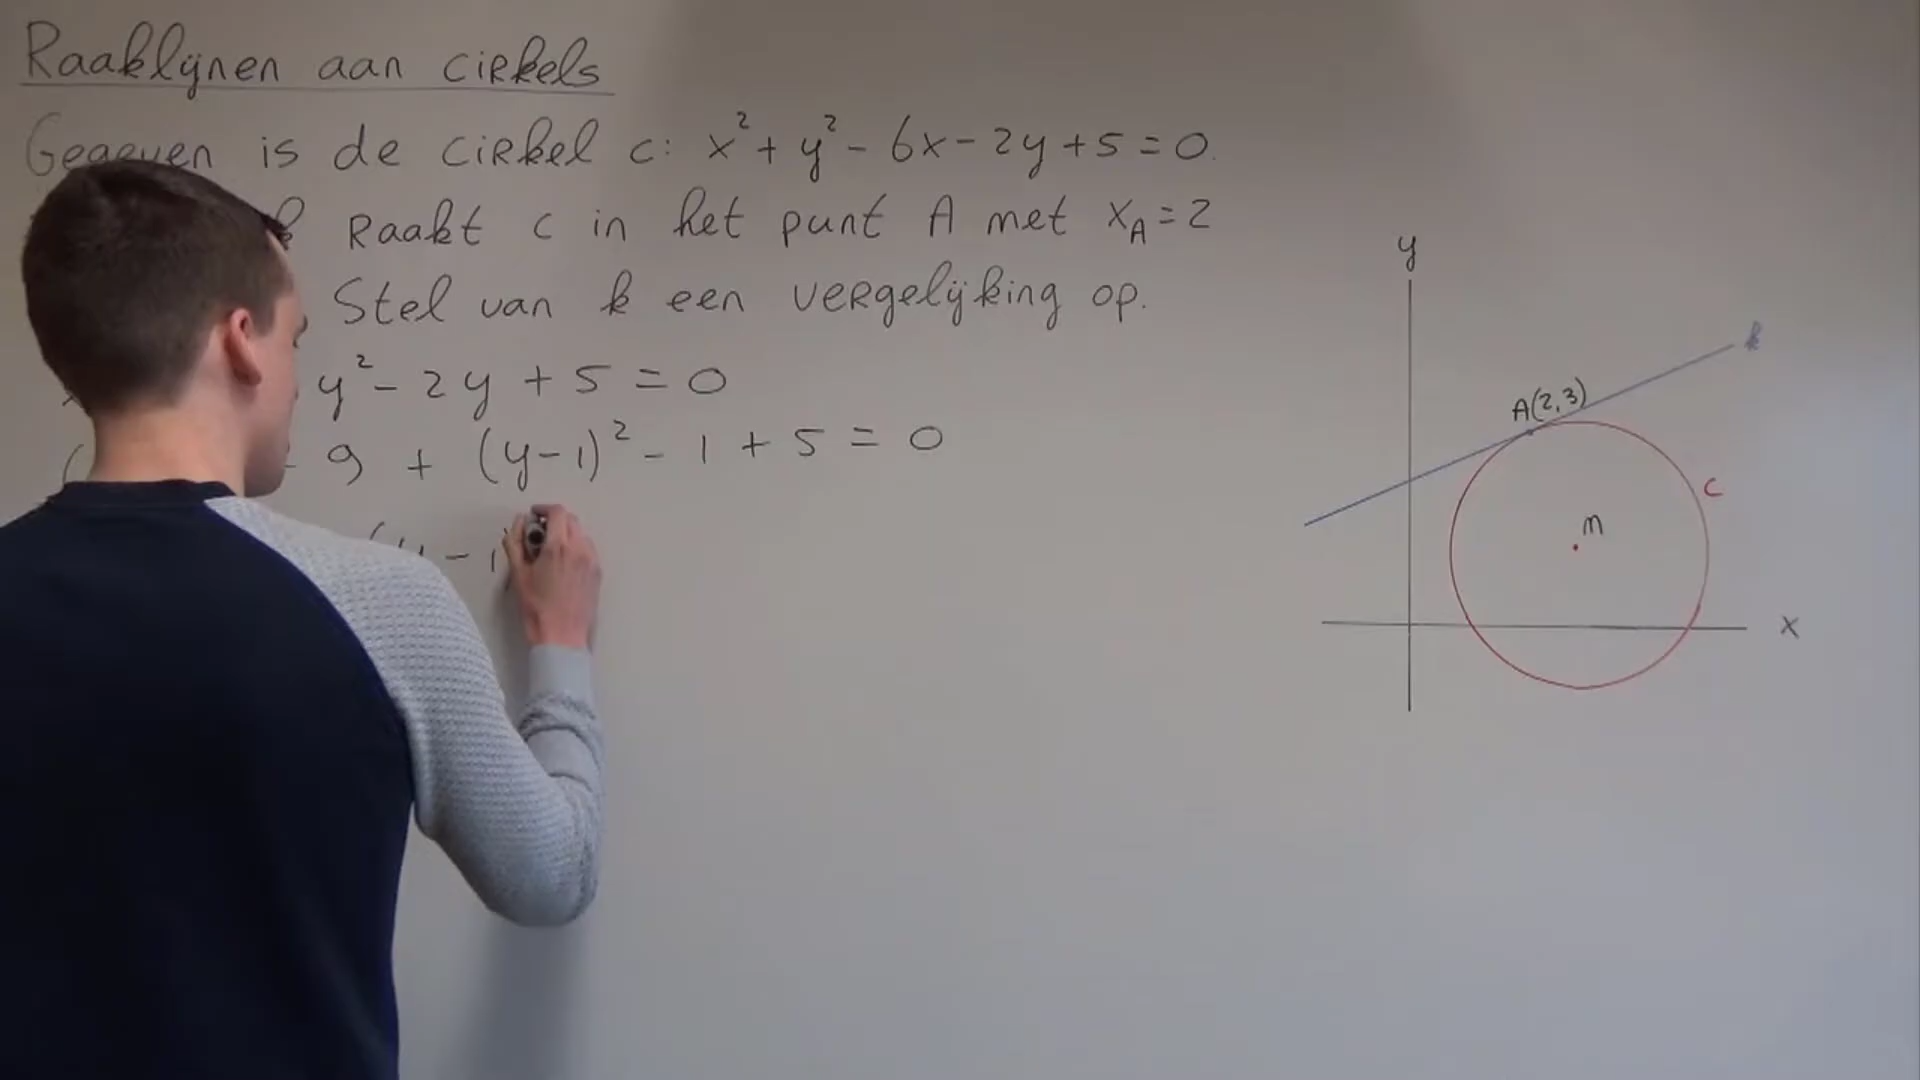 Raaklijnen aan cirkels
Gegeven is de cirkel c: x² + y² - 6x - 2y + 5 = 0.
k raakt c in het punt A met x_A = 2
Stel van k een vergelijking op.
y² - 2y + 5 = 0
- 9 + (y-1)² - 1 + 5 = 0
(y - 1)
y
k
A(2,3)
c
M
x